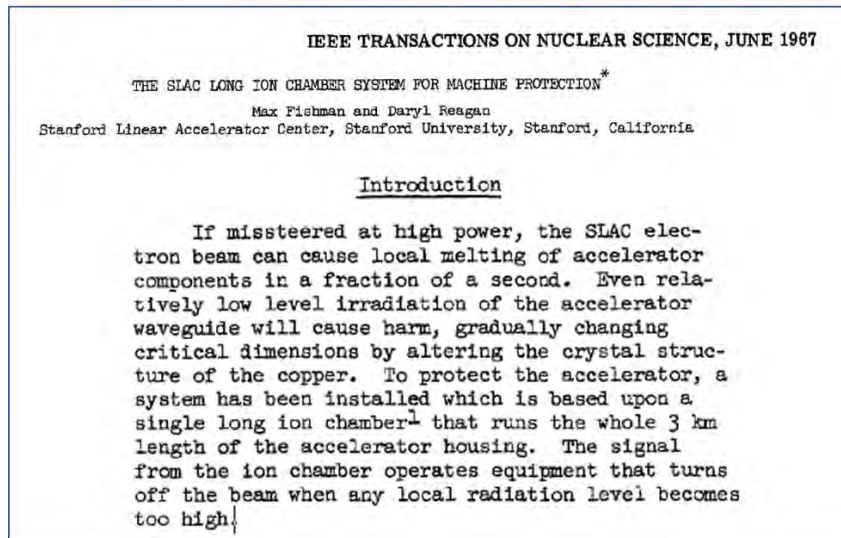 IEEE TRANSACTIONS ON NUCLEAR SCIENCE, JUNE 1967
THE SLAC LONG ION CHAMBER SYSTEM FOR MACHINE PROTECTION*
Max Fishman and Daryl Reagan
Stanford Linear Accelerator Center, Stanford University, Stanford, California
Introduction
If missteered at high power, the SLAC elec-
tron beam can cause local melting of accelerator
components in a fraction of a second. Even rela-
tively low level irradiation of the accelerator
waveguide will cause harm, gradually changing
critical dimensions by altering the crystal struc-
ture of the copper. To protect the accelerator, a
system has been installed which is based upon a
single long ion chamber1 that runs the whole 3 km
length of the accelerator housing. The signal
from the ion chamber operates equipment that turns
off the beam when any local radiation level becomes
too high.